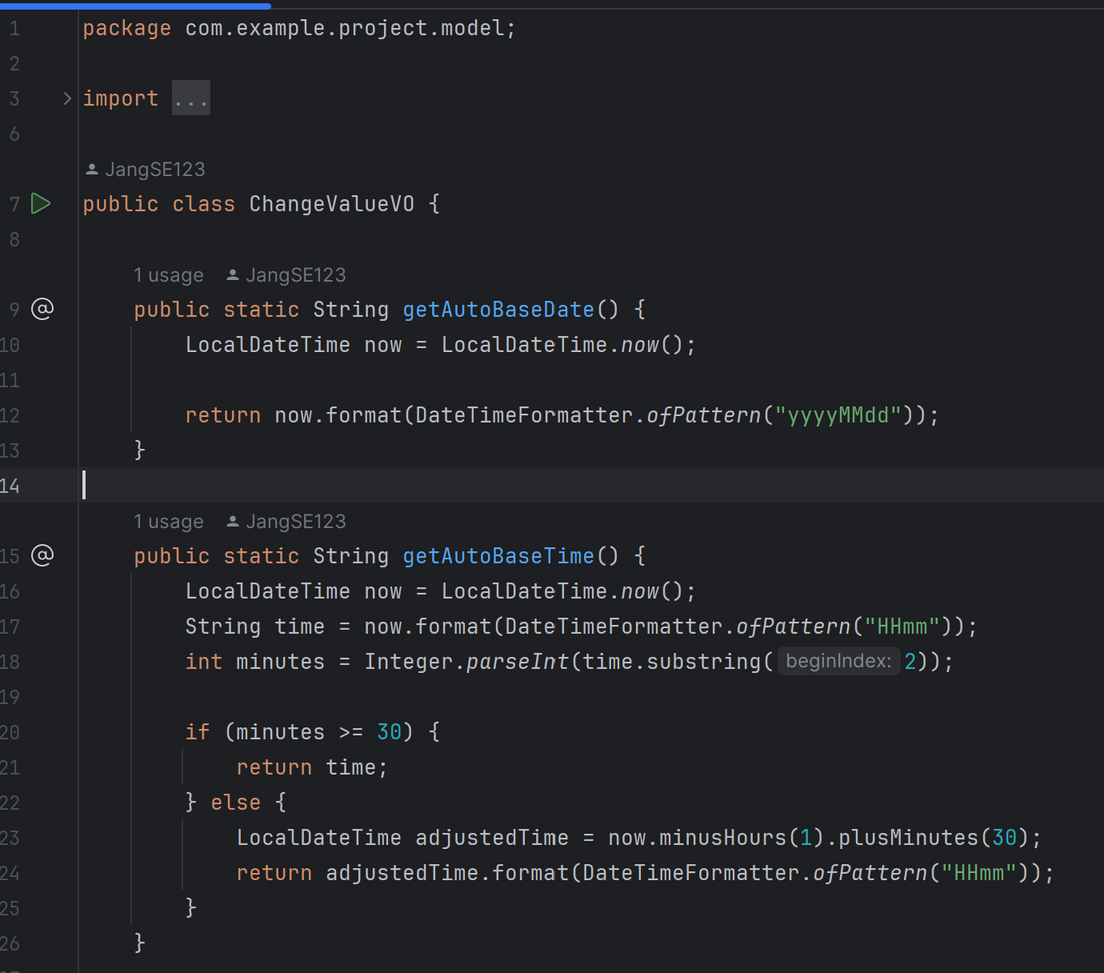 1 package com.example.project.model;
2
3 import ...
6
JangSE123
7 public class ChangeValueVO {
8
1 usage JangSE123
9 @ public static String getAutoBaseDate() {
10 LocalDateTime now = LocalDateTime.now();
11
12 return now.format(DateTimeFormatter.ofPattern("yyyyMMdd"));
13 }
14
1 usage JangSE123
15 @ public static String getAutoBaseTime() {
16 LocalDateTime now = LocalDateTime.now();
17 String time = now.format(DateTimeFormatter.ofPattern("HHmm"));
18 int minutes = Integer.parseInt(time.substring( beginIndex: 2));
19
20 if (minutes >= 30) {
21 return time;
22 } else {
23 LocalDateTime adjustedTime = now.minusHours(1).plusMinutes(30);
24 return adjustedTime.format(DateTimeFormatter.ofPattern("HHmm"));
25 }
26 }